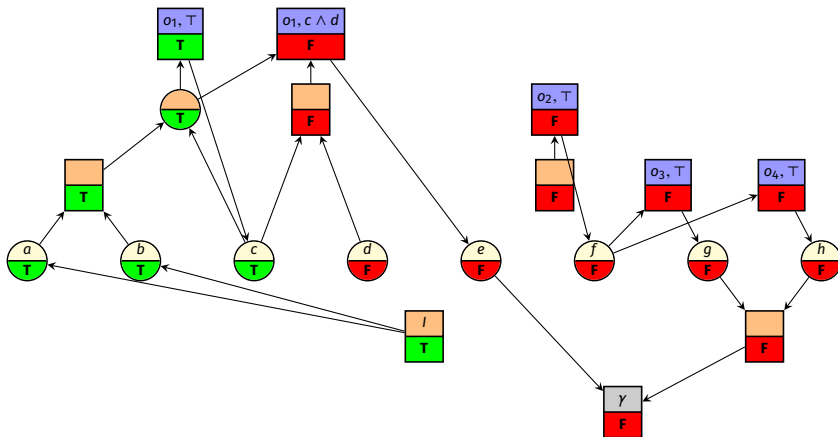 o₁, ⊤
o₁, c ∧ d
T
F
o₂, ⊤
T
F
F
o₃, ⊤
o₄, ⊤
T
F
F
F
a
b
c
d
e
f
g
h
T
T
T
F
F
F
F
F
I
T
F
γ
F